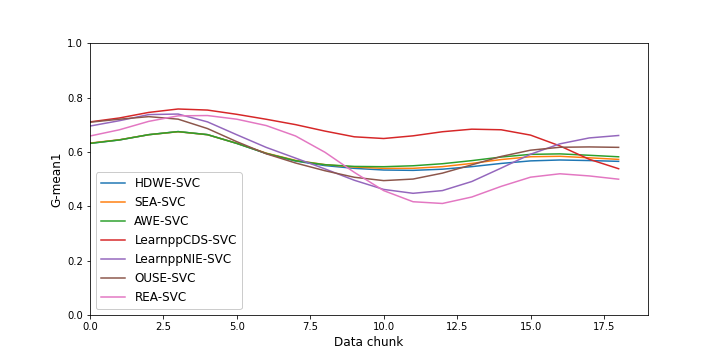 1.0
0.8
0.6
0.4
0.2
0.0
G-mean1
HDWE-SVC
SEA-SVC
AWE-SVC
LearnppCDS-SVC
LearnppNIE-SVC
OUSE-SVC
REA-SVC
0.0 2.5 5.0 7.5 10.0 12.5 15.0 17.5
Data chunk